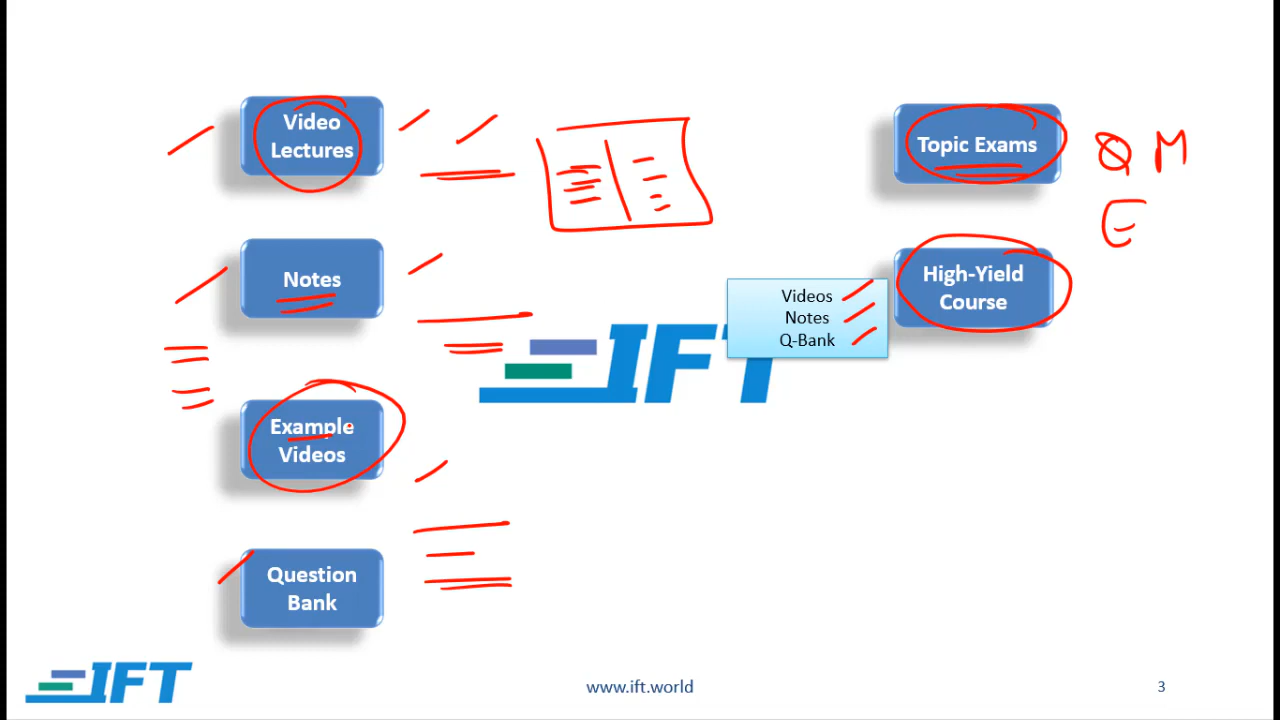 Video
Lectures
Notes
Example
Videos
Question
Bank
Topic Exams
Q M
E
High-Yield
Course
Videos
Notes
Q-Bank
IFT
IFT
www.ift.world
3